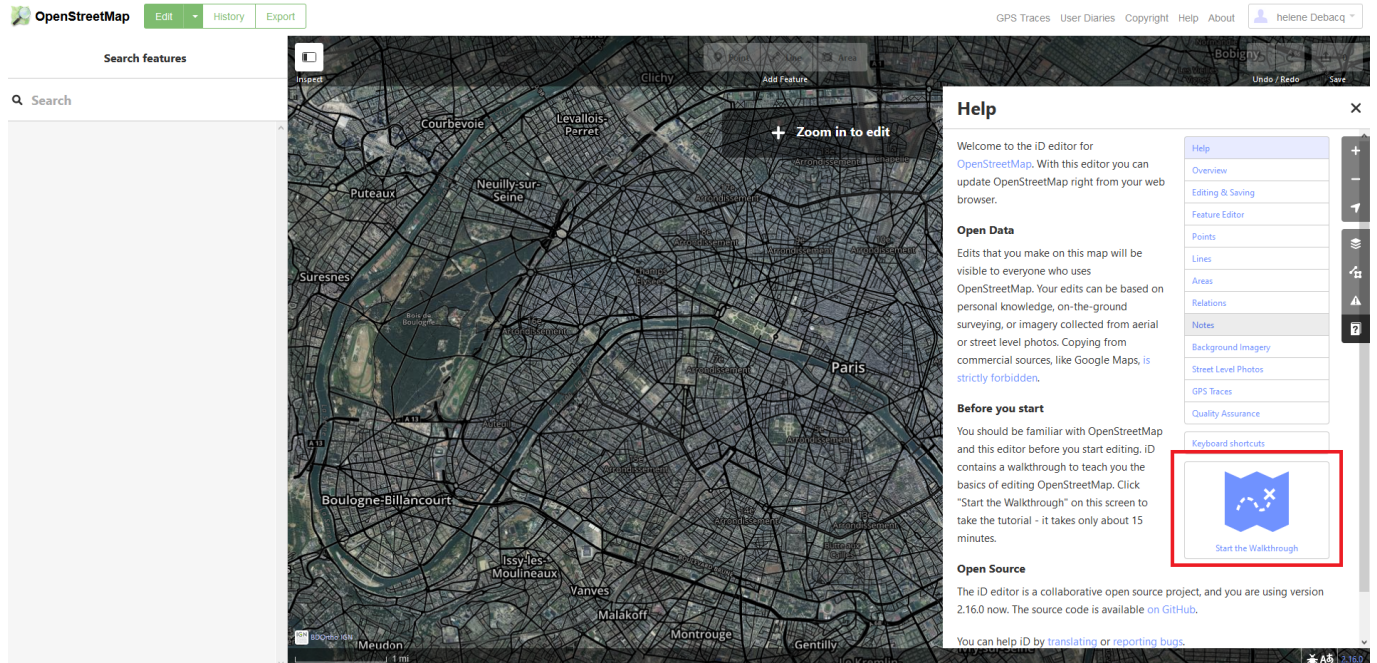 OpenStreetMap
Edit
History
Export
GPS Traces
User Diaries
Copyright
Help
About
helene Debacq
Search features
Search
Inspect
Line
Area
Add Feature
Undo / Redo
Save
Zoom in to edit
Clichy
Bobigny
Courbevoie
Levallois-
Perret
Puteaux
Neuilly-sur-
Seine
Suresnes
Bois de
Boulogne
Paris
A 13
A 13
Auteuil
Boulogne-Billancourt
Issy-les-
Moulineaux
Vanves
Malakoff
Montrouge
Gentilly
Meudon
IGN
BDOrtho IGN
1 mi
Help
Welcome to the iD editor for
OpenStreetMap. With this editor you can
update OpenStreetMap right from your web
browser.
Open Data
Edits that you make on this map will be
visible to everyone who uses
OpenStreetMap. Your edits can be based on
personal knowledge, on-the-ground
surveying, or imagery collected from aerial
or street level photos. Copying from
commercial sources, like Google Maps, is
strictly forbidden.
Before you start
You should be familiar with OpenStreetMap
and this editor before you start editing. iD
contains a walkthrough to teach you the
basics of editing OpenStreetMap. Click
"Start the Walkthrough" on this screen to
take the tutorial - it takes only about 15
minutes.
Open Source
The iD editor is a collaborative open source project, and you are using version
2.16.0 now. The source code is available on GitHub.
You can help iD by translating or reporting bugs.
Help
Overview
Editing & Saving
Feature Editor
Points
Lines
Areas
Relations
Notes
Background Imagery
Street Level Photos
GPS Traces
Quality Assurance
Keyboard shortcuts
Start the Walkthrough
2.16.0